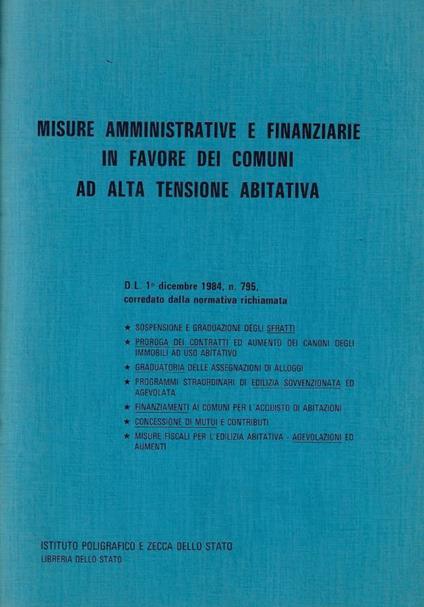 MISURE AMMINISTRATIVE E FINANZIARIE
IN FAVORE DEI COMUNI
AD ALTA TENSIONE ABITATIVA
D.L. 1º dicembre 1984, n. 795,
corredato dalla normativa richiamata
★ SOSPENSIONE E GRADUAZIONE DEGLI SFRATTI
★ PROROGA DEI CONTRATTI ED AUMENTO DEI CANONI DEGLI
IMMOBILI AD USO ABITATIVO
★ GRADUATORIA DELLE ASSEGNAZIONI DI ALLOGGI
★ PROGRAMMI STRAORDINARI DI EDILIZIA SOVVENZIONATA ED
AGEVOLATA
★ FINANZIAMENTI AI COMUNI PER L'ACQUISTO DI ABITAZIONI
★ CONCESSIONE DI MUTUI E CONTRIBUTI
★ MISURE FISCALI PER L'EDILIZIA ABITATIVA - AGEVOLAZIONI ED
AUMENTI
ISTITUTO POLIGRAFICO E ZECCA DELLO STATO
LIBRERIA DELLO STATO